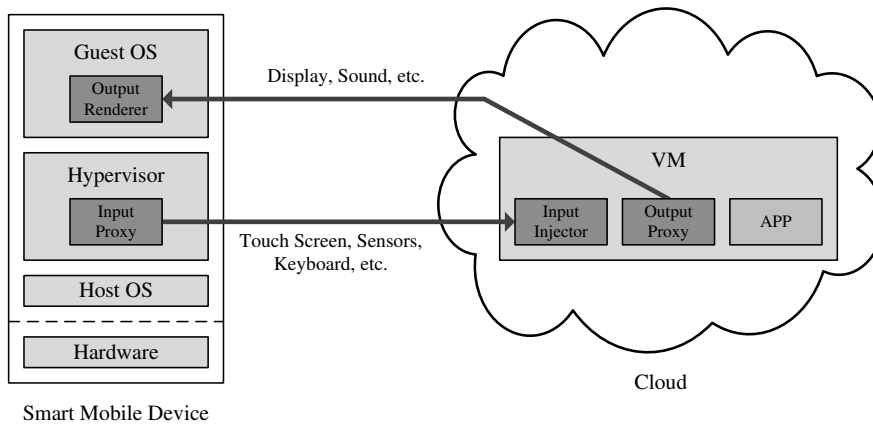 Guest OS
Output
Renderer
Hypervisor
Input
Proxy
Host OS
Hardware
Smart Mobile Device
Display, Sound, etc.
Touch Screen, Sensors,
Keyboard, etc.
VM
Input
Injector
Output
Proxy
APP
Cloud